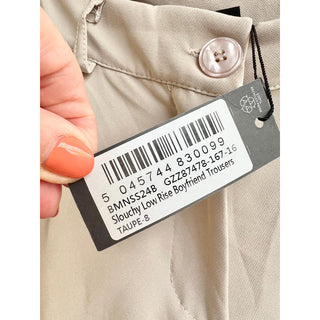 5 045744 830099
BMNSS24B GZZ87478-167-16
Slouchy Low Rise Boyfriend Trousers
TAUPE-8